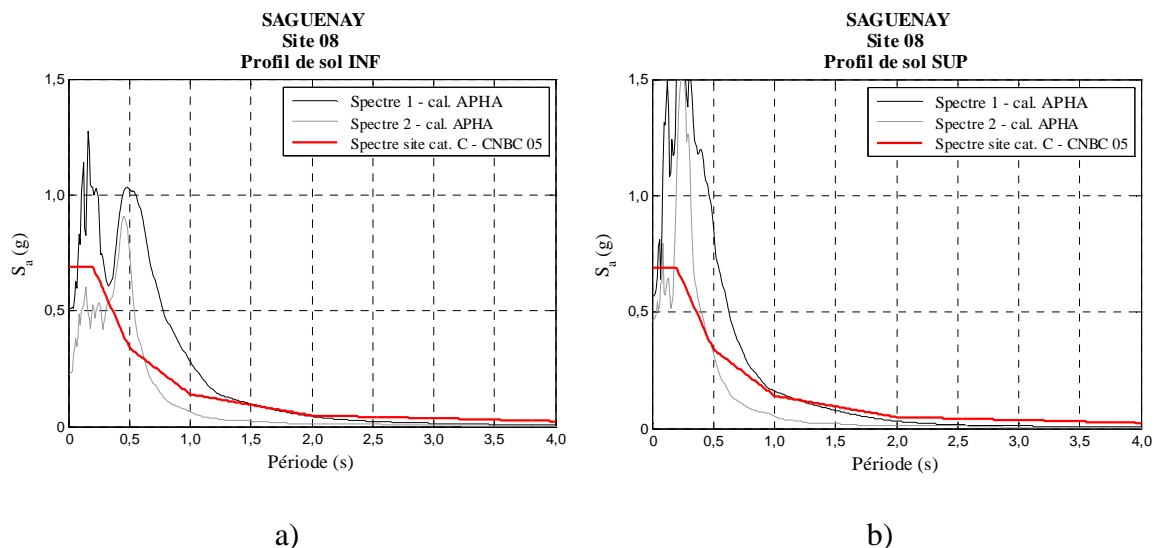 SAGUENAY
Site 08
Profil de sol INF
1,5
1,0
0,5
0
Sa (g)
Spectre 1 - cal. APHA
Spectre 2 - cal. APHA
Spectre site cat. C - CNBC 05
0 0,5 1,0 1,5 2,0 2,5 3,0 3,5 4,0
Période (s)
a)
SAGUENAY
Site 08
Profil de sol SUP
1,5
1,0
0,5
0
Sa (g)
Spectre 1 - cal. APHA
Spectre 2 - cal. APHA
Spectre site cat. C - CNBC 05
0 0,5 1,0 1,5 2,0 2,5 3,0 3,5 4,0
Période (s)
b)